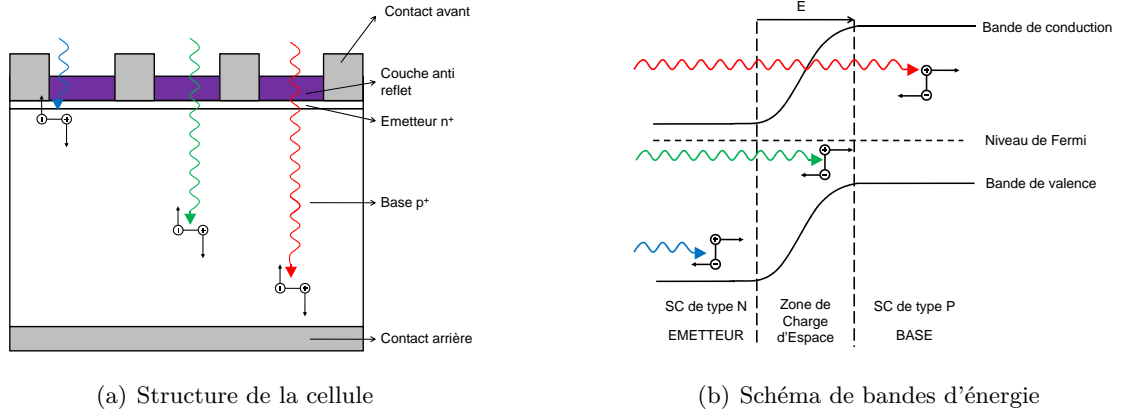 Contact avant
Couche anti
reflet
Emetteur n+
Base p+
Contact arrière
(a) Structure de la cellule
E
Bande de conduction
Niveau de Fermi
Bande de valence
SC de type N
EMETTEUR
Zone de
Charge
d'Espace
SC de type P
BASE
(b) Schéma de bandes d'énergie